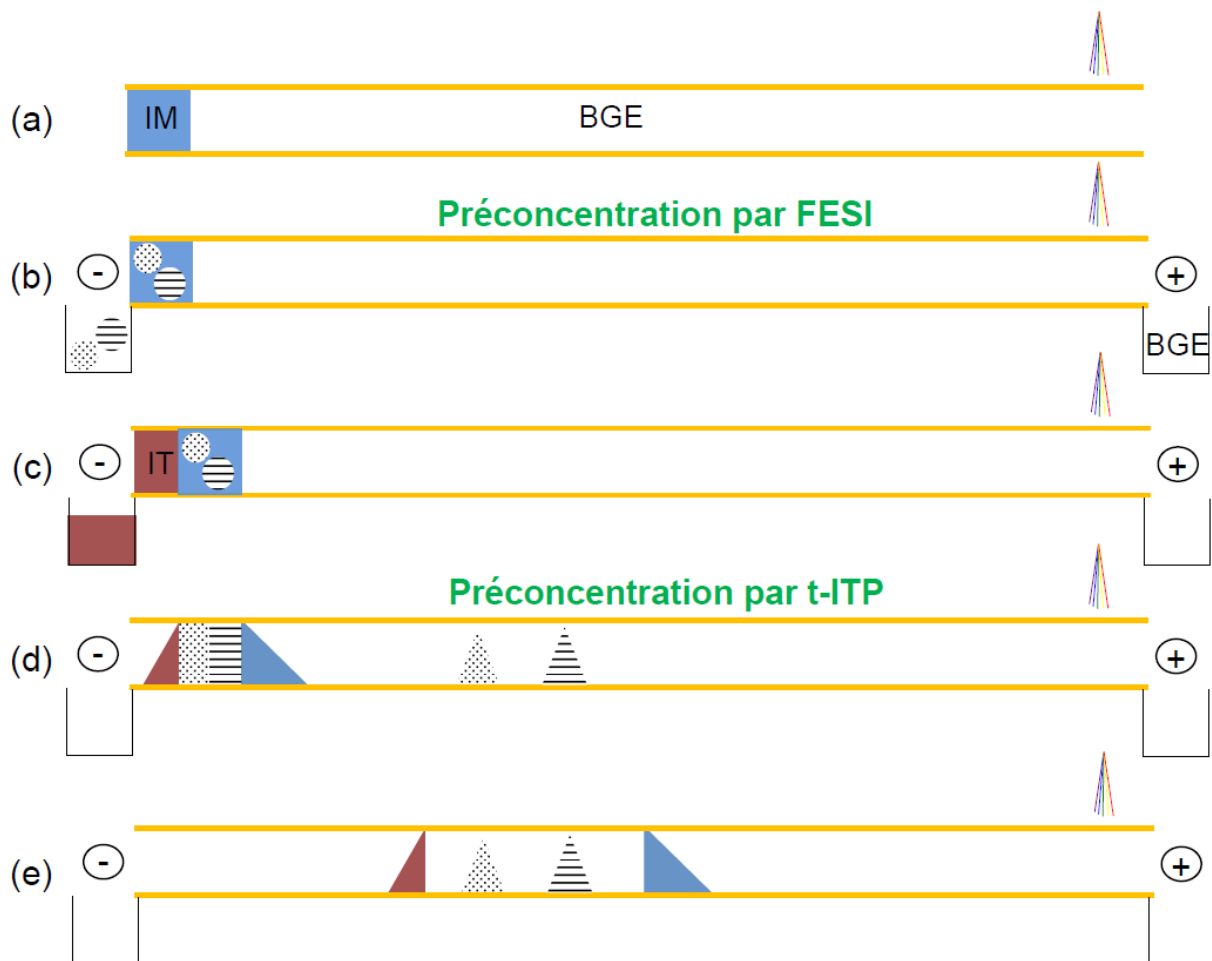 (a) IM BGE
Préconcentration par FESI
(b) - +
BGE
(c) - IT +
Préconcentration par t-ITP
(d) - +
(e) - +